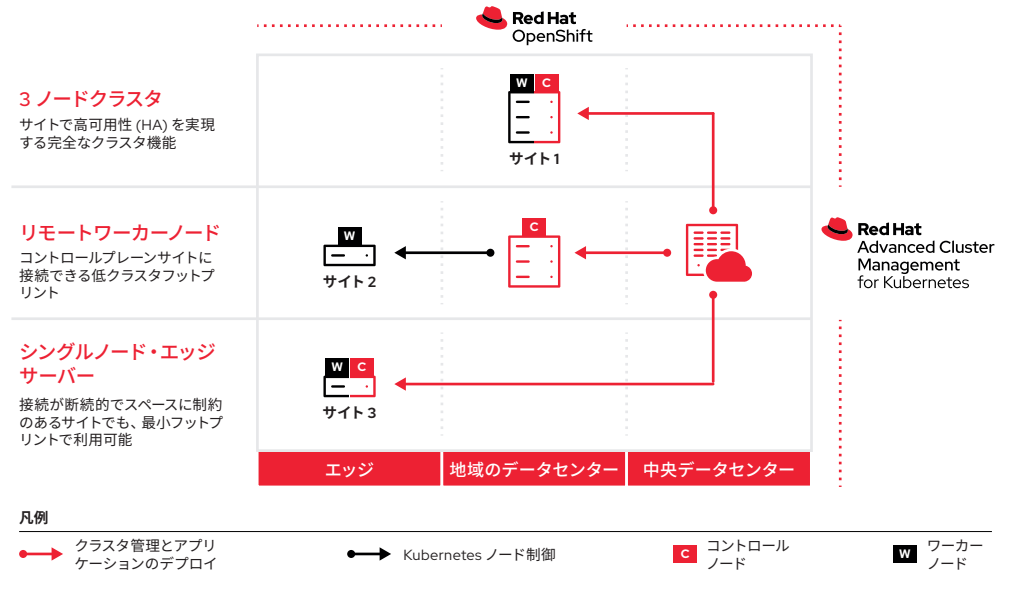 Red Hat
OpenShift
3 ノードクラスタ
サイトで高可用性 (HA) を実現
する完全なクラスタ機能
W C
サイト 1
リモートワーカーノード
コントロールプレーンサイトに
接続できる低クラスタフットプ
リント
W
サイト 2
C
Red Hat
Advanced Cluster
Management
for Kubernetes
シングルノード・エッジ
サーバー
接続が断続的でスペースに制約
のあるサイトでも、最小フットプ
リントで利用可能
W C
サイト 3
エッジ
地域のデータセンター
中央データセンター
凡例
クラスタ管理とアプリ
ケーションのデプロイ
Kubernetes ノード制御
C
コントロール
ノード
W
ワーカー
ノード